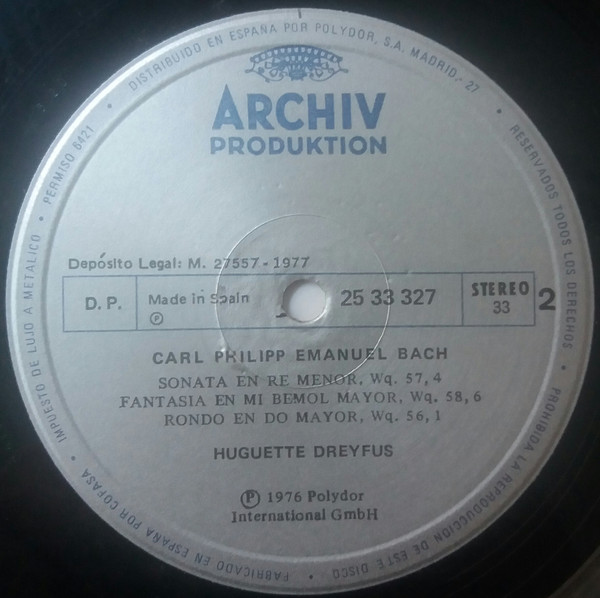 DISTRIBUIDO EN ESPAÑA POR POLYDOR, S.A. MADRID,-27 • RESERVADOS TODOS LOS DERECHOS • PROHIBIDA LA REPRODUCCION DE ESTE DISCO • FABRICADO EN ESPAÑA POR COFASA • IMPUESTO DE LUJO A METALICO • PERMISO 6421 •
ARCHIV
PRODUKTION
Depósito Legal: M. 27557-1977
D.P.
Made in Spain
Ⓟ
25 33 327
STEREO
33
2
CARL PHILIPP EMANUEL BACH
SONATA EN RE MENOR, Wq. 57,4
FANTASIA EN MI BEMOL MAYOR, Wq. 58,6
RONDO EN DO MAYOR, Wq. 56,1
HUGUETTE DREYFUS
Ⓟ 1976 Polydor
International GmbH